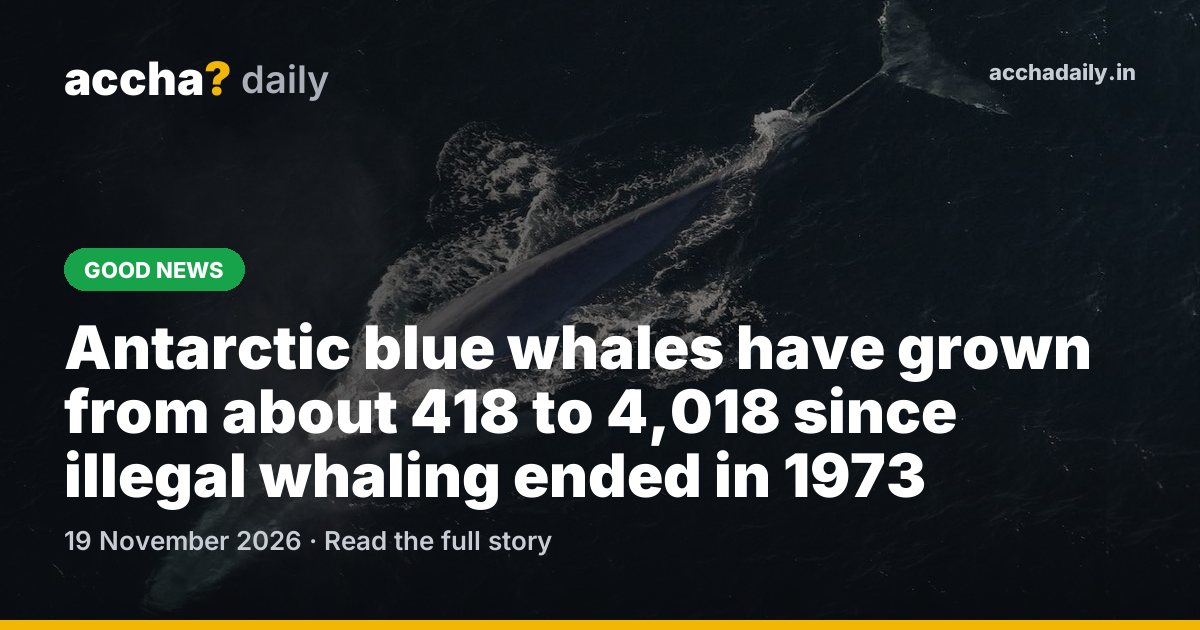 accha? daily
acchadaily.in
GOOD NEWS
Antarctic blue whales have grown
from about 418 to 4,018 since
illegal whaling ended in 1973
19 November 2026 · Read the full story